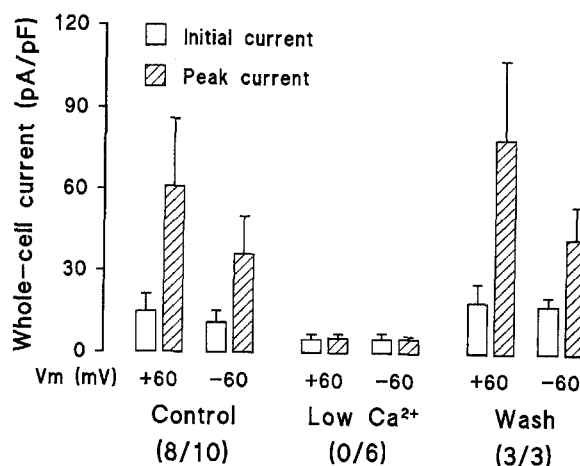 Whole-cell current (pA/pF)
120
90
60
30
0
Initial current
Peak current
Vm (mV) +60 -60 +60 -60 +60 -60
Control Low Ca²⁺ Wash
(8/10) (0/6) (3/3)